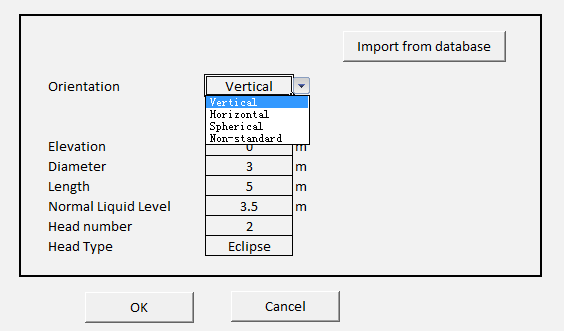 Import from database
Orientation Vertical
Vertical
Horizontal
Spherical
Non-standard
Elevation 0 m
Diameter 3 m
Length 5 m
Normal Liquid Level 3.5 m
Head number 2
Head Type Eclipse
OK Cancel